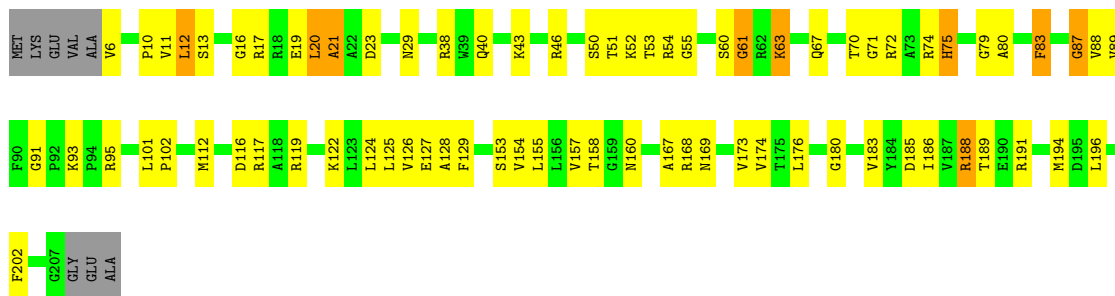 MET LYS GLU VAL ALA V6 P10 V11 L12 S13 G16 R17 R18 E19 L20 A21 A22 D23 N29 R38 W39 Q40 K43 R46 S50 T51 K52 T53 R54 G55 S60 G61 R62 K63 Q67 T70 G71 R72 A73 R74 H75 G79 A80 F83 G87 V88 V89
F90 G91 P92 K93 P94 R95 L101 P102 M112 D116 R117 A118 R119 K122 L123 L124 L125 V126 E127 A128 F129 S153 V154 L155 L156 V157 T158 G159 N160 A167 R168 N169 V173 V174 T175 L176 G180 V183 Y184 D185 I186 V187 R188 T189 E190 R191 M194 D195 L196
F202 G207 GLY GLU ALA